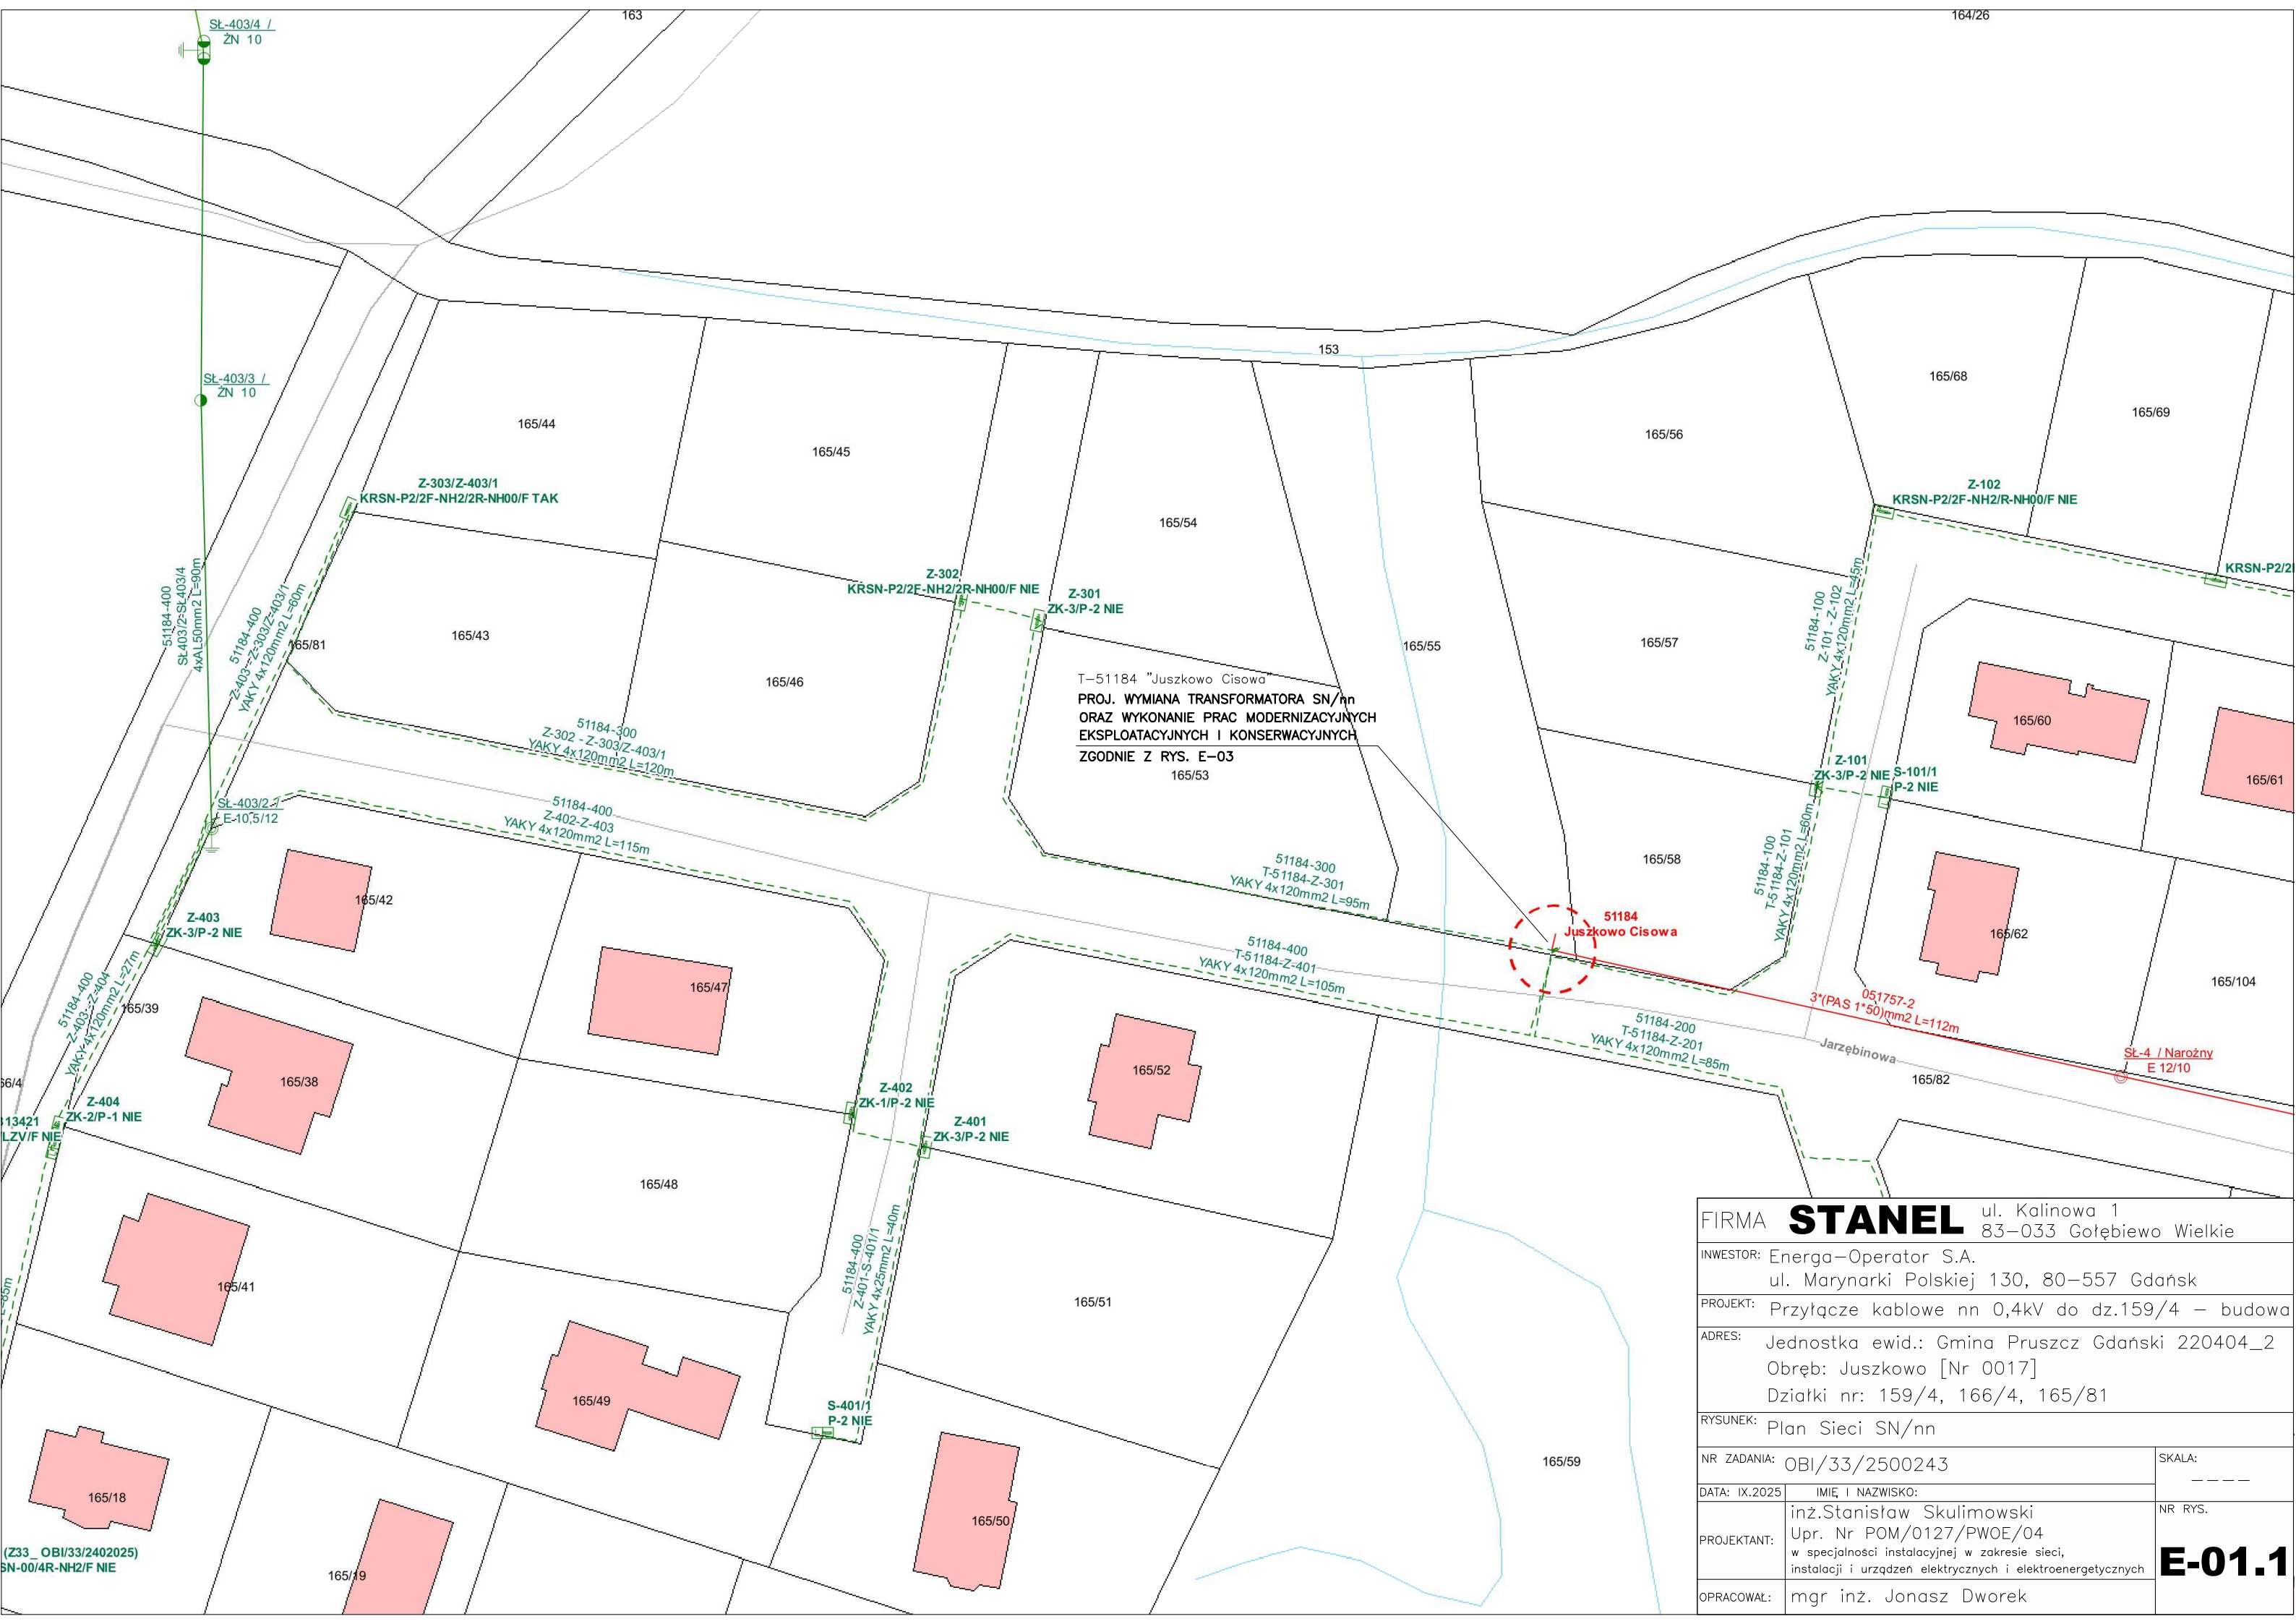 163
164/26
SŁ-403/4 /
ŻN 10
153
SŁ-403/3 /
ŻN 10
165/68
165/69
165/44
165/45
165/56
Z-303/Z-403/1
KRSN-P2/2F-NH2/2R-NH00/F TAK
165/54
Z-102
KRSN-P2/2F-NH2/R-NH00/F NIE
51184-400
SŁ403/2-SŁ403/4
4xAL50mm2 L=90m
51184-400
Z-403--Z-303/Z-403/1
YAKY 4x120mm2 L=60m
165/81
165/43
Z-302
KRSN-P2/2F-NH2/2R-NH00/F NIE
Z-301
ZK-3/P-2 NIE
165/46
165/55
165/57
51184-100
Z-101 - Z-102
YAKY 4x120mm2 L=45m
KRSN-P2/2
T-51184 "Juszkowo Cisowa"
PROJ. WYMIANA TRANSFORMATORA SN/nn
ORAZ WYKONANIE PRAC MODERNIZACYJNYCH
EKSPLOATACYJNYCH I KONSERWACYJNYCH
ZGODNIE Z RYS. E-03
165/53
165/60
165/61
51184-300
Z-302 - Z-303/Z-403/1
YAKY 4x120mm2 L=120m
Z-101
ZK-3/P-2 NIE
S-101/1
P-2 NIE
SŁ-403/2 /
E-10,5/12
51184-400
Z-402-Z-403
YAKY 4x120mm2 L=115m
51184-300
T-51184-Z-301
YAKY 4x120mm2 L=95m
165/58
51184-100
T-51184-Z-101
YAKY 4x120mm2 L=60m
165/42
Z-403
ZK-3/P-2 NIE
51184
Juszkowo Cisowa
165/62
165/104
51184-400
Z-403--Z-404
YAKY 4x120mm2 L=27m
165/39
165/47
51184-400
T-51184-Z-401
YAKY 4x120mm2 L=105m
051757-2
3*(PAS 1*50)mm2 L=112m
51184-200
T-51184-Z-201
YAKY 4x120mm2 L=85m
Jarzębinowa
SŁ-4 / Narożny
E 12/10
165/82
66/4
165/38
165/52
Z-404
ZK-2/P-1 NIE
13421
LZV/F NIE
Z-402
ZK-1/P-2 NIE
Z-401
ZK-3/P-2 NIE
165/48
51184-400
Z-401-S-401/1
YAKY 4x25mm2 L=40m
165/41
165/51
165/49
S-401/1
P-2 NIE
165/59
165/18
165/50
(Z33_ OBI/33/2402025)
SN-00/4R-NH2/F NIE
165/19
FIRMA STANEL ul. Kalinowa 1
83-033 Gołębiewo Wielkie
INWESTOR: Energa-Operator S.A.
ul. Marynarki Polskiej 130, 80-557 Gdańsk
PROJEKT: Przyłącze kablowe nn 0,4kV do dz.159/4 - budowa
ADRES: Jednostka ewid.: Gmina Pruszcz Gdański 220404_2
Obręb: Juszkowo [Nr 0017]
Działki nr: 159/4, 166/4, 165/81
RYSUNEK: Plan Sieci SN/nn
NR ZADANIA: OBI/33/2500243
SKALA:
----
DATA: IX.2025 IMIĘ I NAZWISKO:
PROJEKTANT: inż.Stanisław Skulimowski
Upr. Nr POM/0127/PWOE/04
w specjalności instalacyjnej w zakresie sieci,
instalacji i urządzeń elektrycznych i elektroenergetycznych
NR RYS.
E-01.1
OPRACOWAŁ: mgr inż. Jonasz Dworek